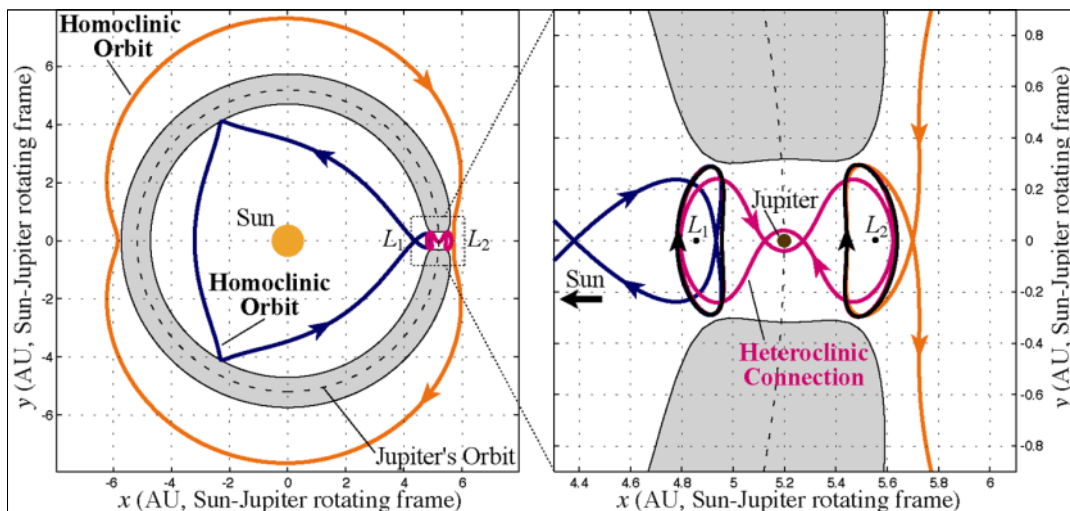 Homoclinic
Orbit
Sun
L1
L2
Homoclinic
Orbit
Jupiter's Orbit
6
4
2
0
-2
-4
-6
y (AU, Sun-Jupiter rotating frame)
-6 -4 -2 0 2 4 6
x (AU, Sun-Jupiter rotating frame)
Jupiter
L1
L2
Sun
Heteroclinic
Connection
4.4 4.6 4.8 5 5.2 5.4 5.6 5.8 6
x (AU, Sun-Jupiter rotating frame)
0.8
0.6
0.4
0.2
0
-0.2
-0.4
-0.6
-0.8
y (AU, Sun-Jupiter rotating frame)